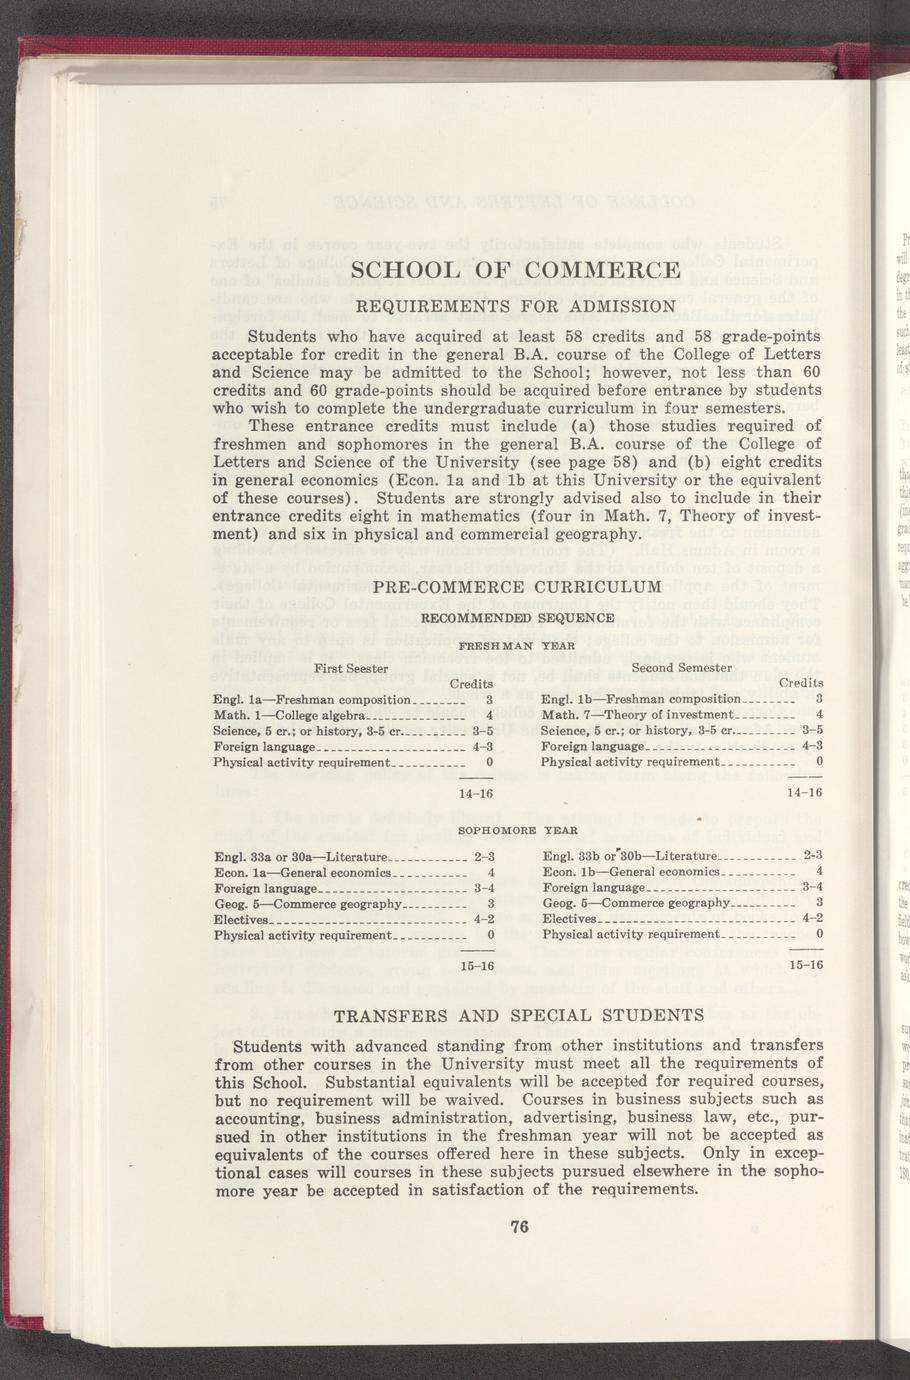 SCHOOL OF COMMERCE
REQUIREMENTS FOR ADMISSION
Students who have acquired at least 58 credits and 58 grade-points
acceptable for credit in the general B.A. course of the College of Letters
and Science may be admitted to the School; however, not less than 60
credits and 60 grade-points should be acquired before entrance by students
who wish to complete the undergraduate curriculum in four semesters.
These entrance credits must include (a) those studies required of
freshmen and sophomores in the general B.A. course of the College of
Letters and Science of the University (see page 58) and (b) eight credits
in general economics (Econ. 1a and 1b at this University or the equivalent
of these courses). Students are strongly advised also to include in their
entrance credits eight in mathematics (four in Math. 7, Theory of invest-
ment) and six in physical and commercial geography.
PRE-COMMERCE CURRICULUM
RECOMMENDED SEQUENCE
FRESHMAN YEAR
First Seester
Credits
Engl. 1a—Freshman composition 3
Math. 1—College algebra 4
Science, 5 cr.; or history, 3-5 cr. 3–5
Foreign language 4–3
Physical activity requirement 0
14–16
Second Semester
Credits
Engl. 1b—Freshman composition 3
Math. 7—Theory of investment 4
Science, 5 cr.; or history, 3-5 cr. 3–5
Foreign language 4–3
Physical activity requirement 0
14–16
SOPHOMORE YEAR
Engl. 33a or 30a—Literature 2–3
Econ. 1a—General economics 4
Foreign language 3–4
Geog. 5—Commerce geography 3
Electives 4–2
Physical activity requirement 0
15–16
Engl. 33b or 30b—Literature 2-3
Econ. 1b—General economics 4
Foreign language 3–4
Geog. 5—Commerce geography 3
Electives 4–2
Physical activity requirement 0
15–16
TRANSFERS AND SPECIAL STUDENTS
Students with advanced standing from other institutions and transfers
from other courses in the University must meet all the requirements of
this School. Substantial equivalents will be accepted for required courses,
but no requirement will be waived. Courses in business subjects such as
accounting, business administration, advertising, business law, etc., pur-
sued in other institutions in the freshman year will not be accepted as
equivalents of the courses offered here in these subjects. Only in excep-
tional cases will courses in these subjects pursued elsewhere in the sopho-
more year be accepted in satisfaction of the requirements.
76